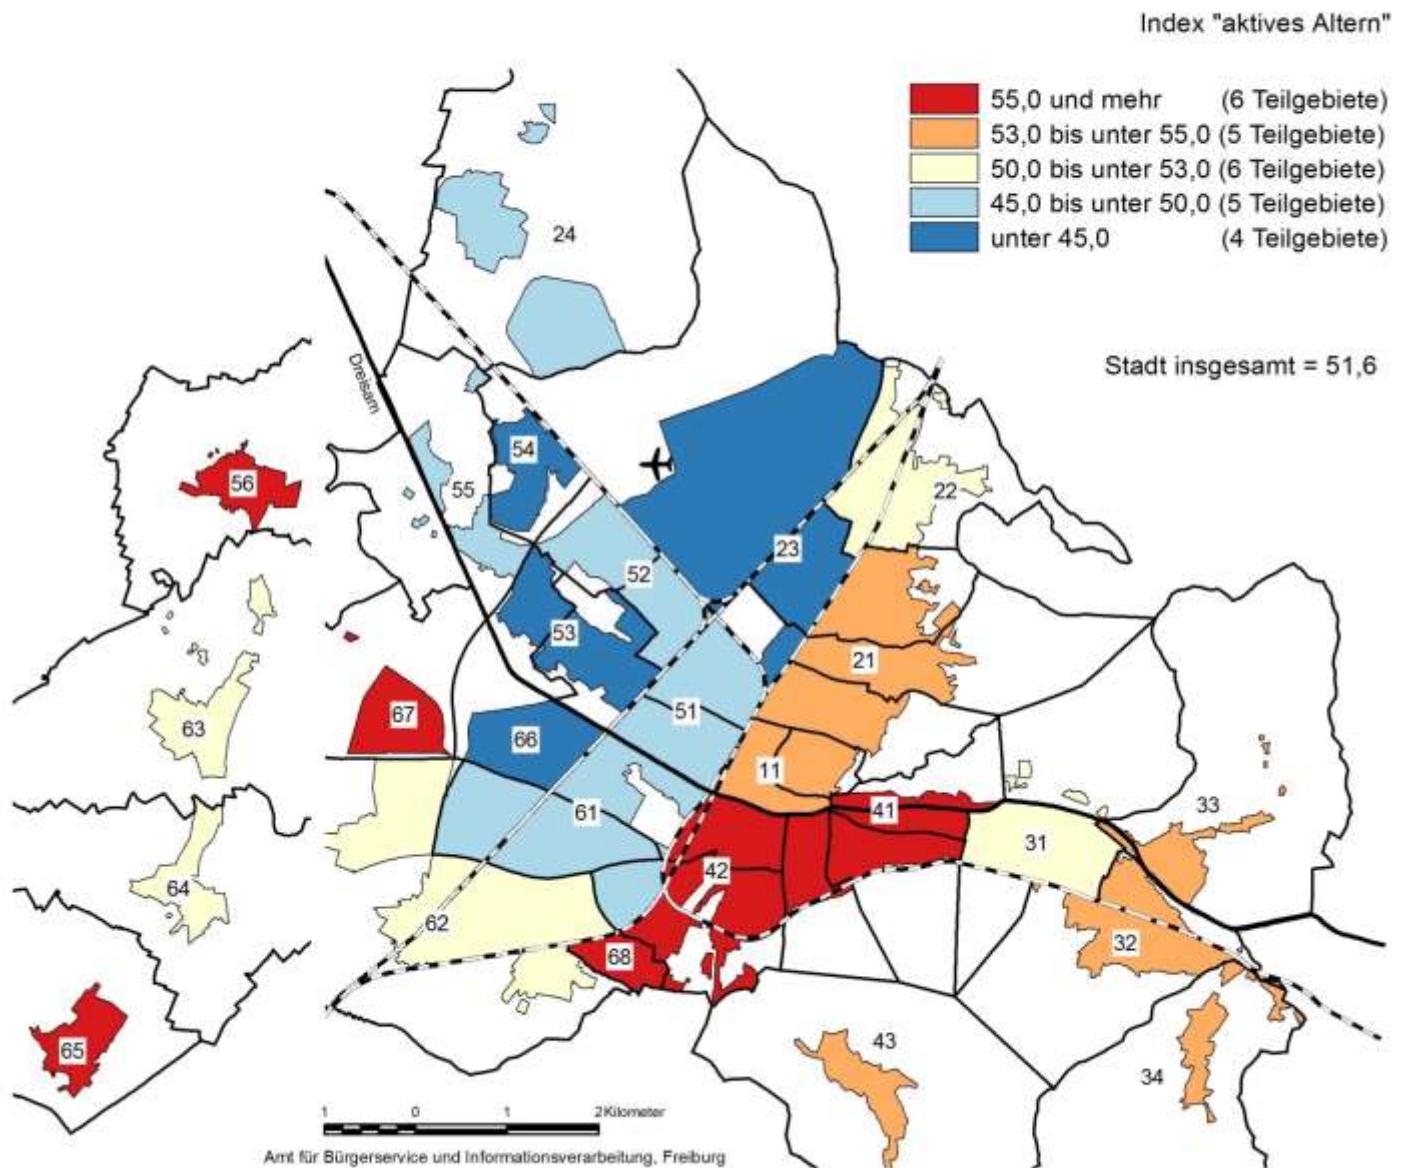 Index "aktives Altern"
55,0 und mehr (6 Teilgebiete)
53,0 bis unter 55,0 (5 Teilgebiete)
50,0 bis unter 53,0 (6 Teilgebiete)
45,0 bis unter 50,0 (5 Teilgebiete)
unter 45,0 (4 Teilgebiete)
24
Stadt insgesamt = 51,6
Dreisam
54
56
55
22
23
52
53
21
67
51
63
66
11
33
41
61
31
42
64
62
32
68
43
65
34
1 0 1 2 Kilometer
Amt für Bürgerservice und Informationsverarbeitung, Freiburg